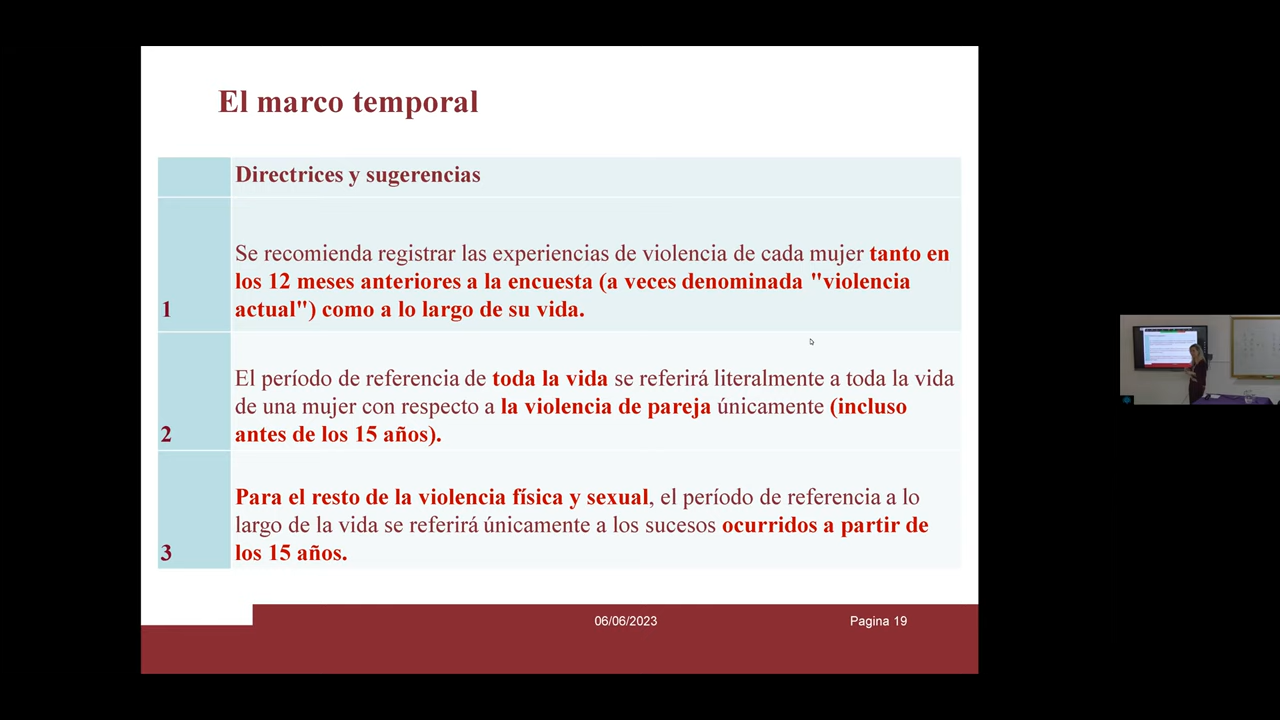 El marco temporal
Directrices y sugerencias
Se recomienda registrar las experiencias de violencia de cada mujer tanto en
los 12 meses anteriores a la encuesta (a veces denominada "violencia
1 actual") como a lo largo de su vida.
El período de referencia de toda la vida se referirá literalmente a toda la vida
de una mujer con respecto a la violencia de pareja únicamente (incluso
2 antes de los 15 años).
Para el resto de la violencia física y sexual, el período de referencia a lo
largo de la vida se referirá únicamente a los sucesos ocurridos a partir de
3 los 15 años.
06/06/2023 Pagina 19